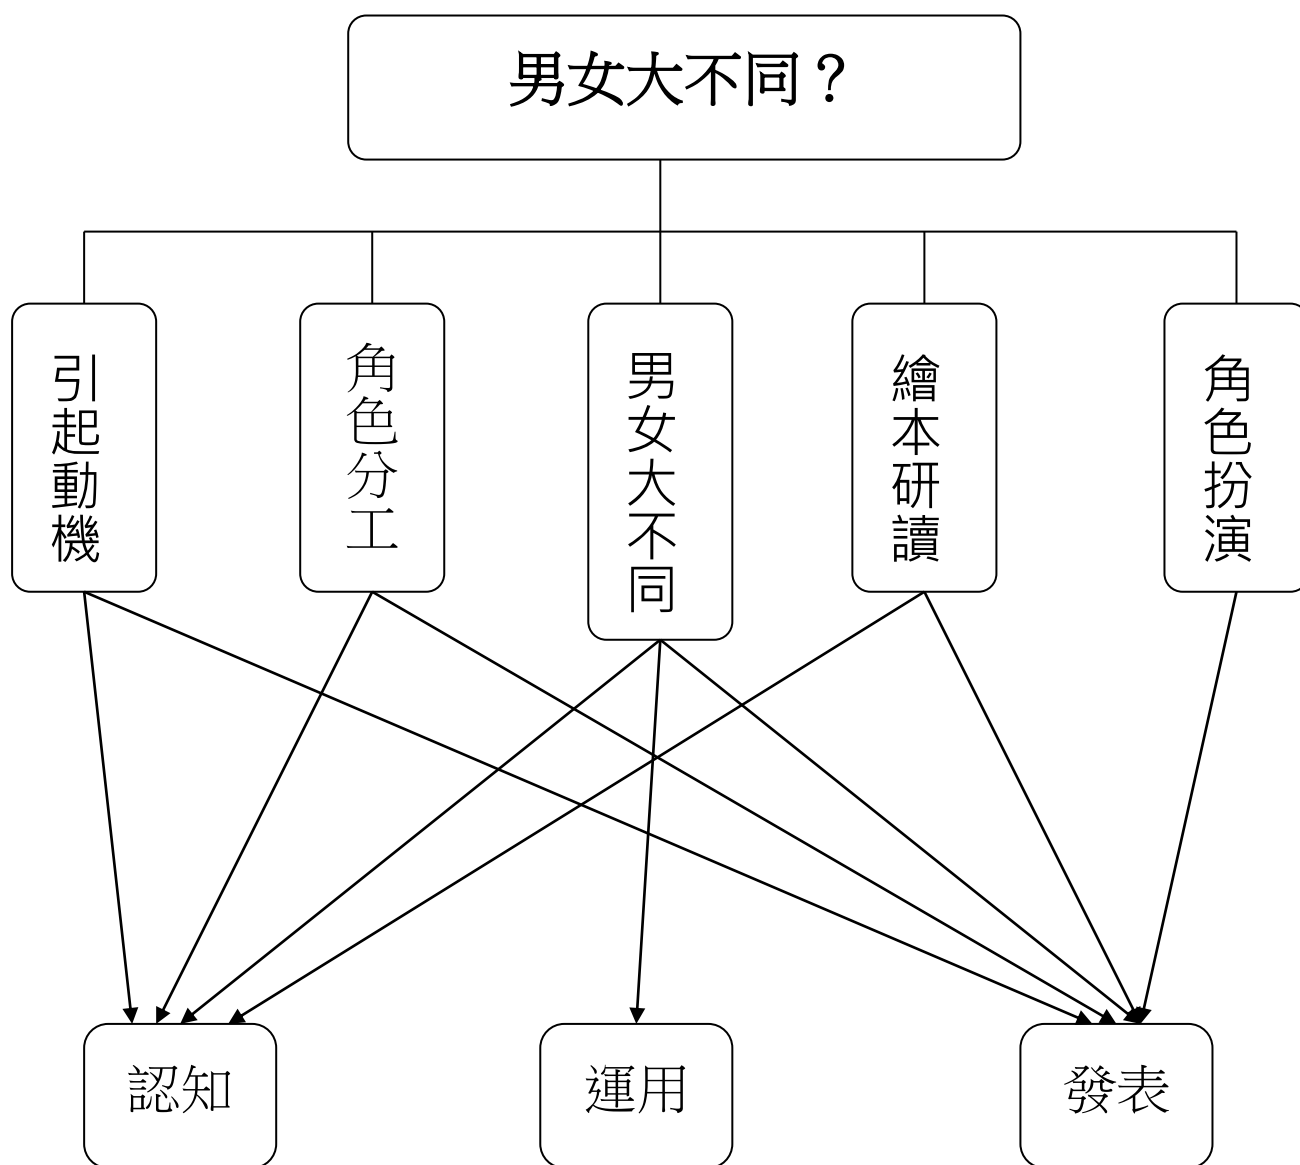 男女大不同？
引起動機
角色分工
男女大不同
繪本研讀
角色扮演
認知
運用
發表